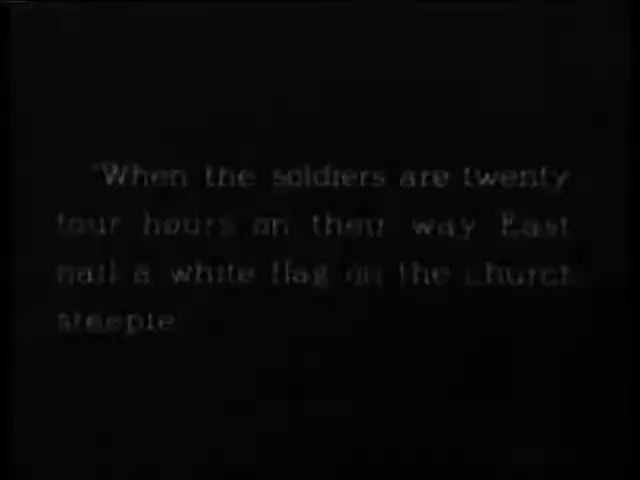 "When the soldiers are twenty
four hours on their way East
nail a white flag on the church
steeple